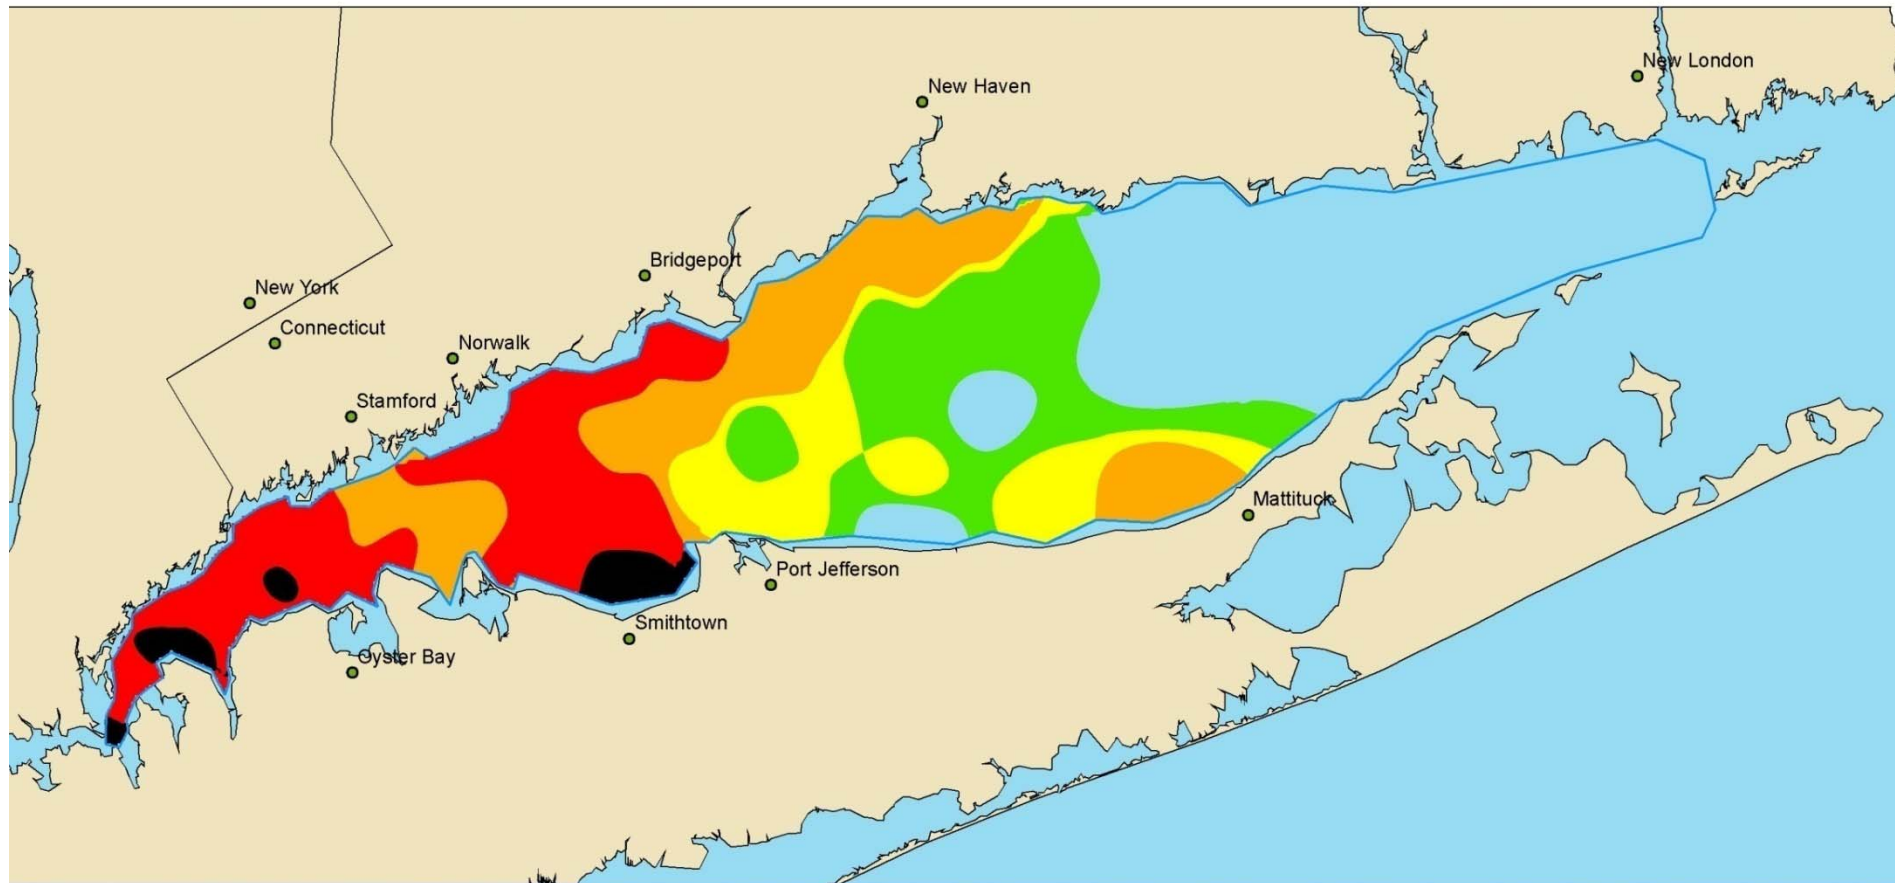 New London
New Haven
Bridgeport
New York
Connecticut
Norwalk
Stamford
Mattituck
Port Jefferson
Smithtown
Oyster Bay